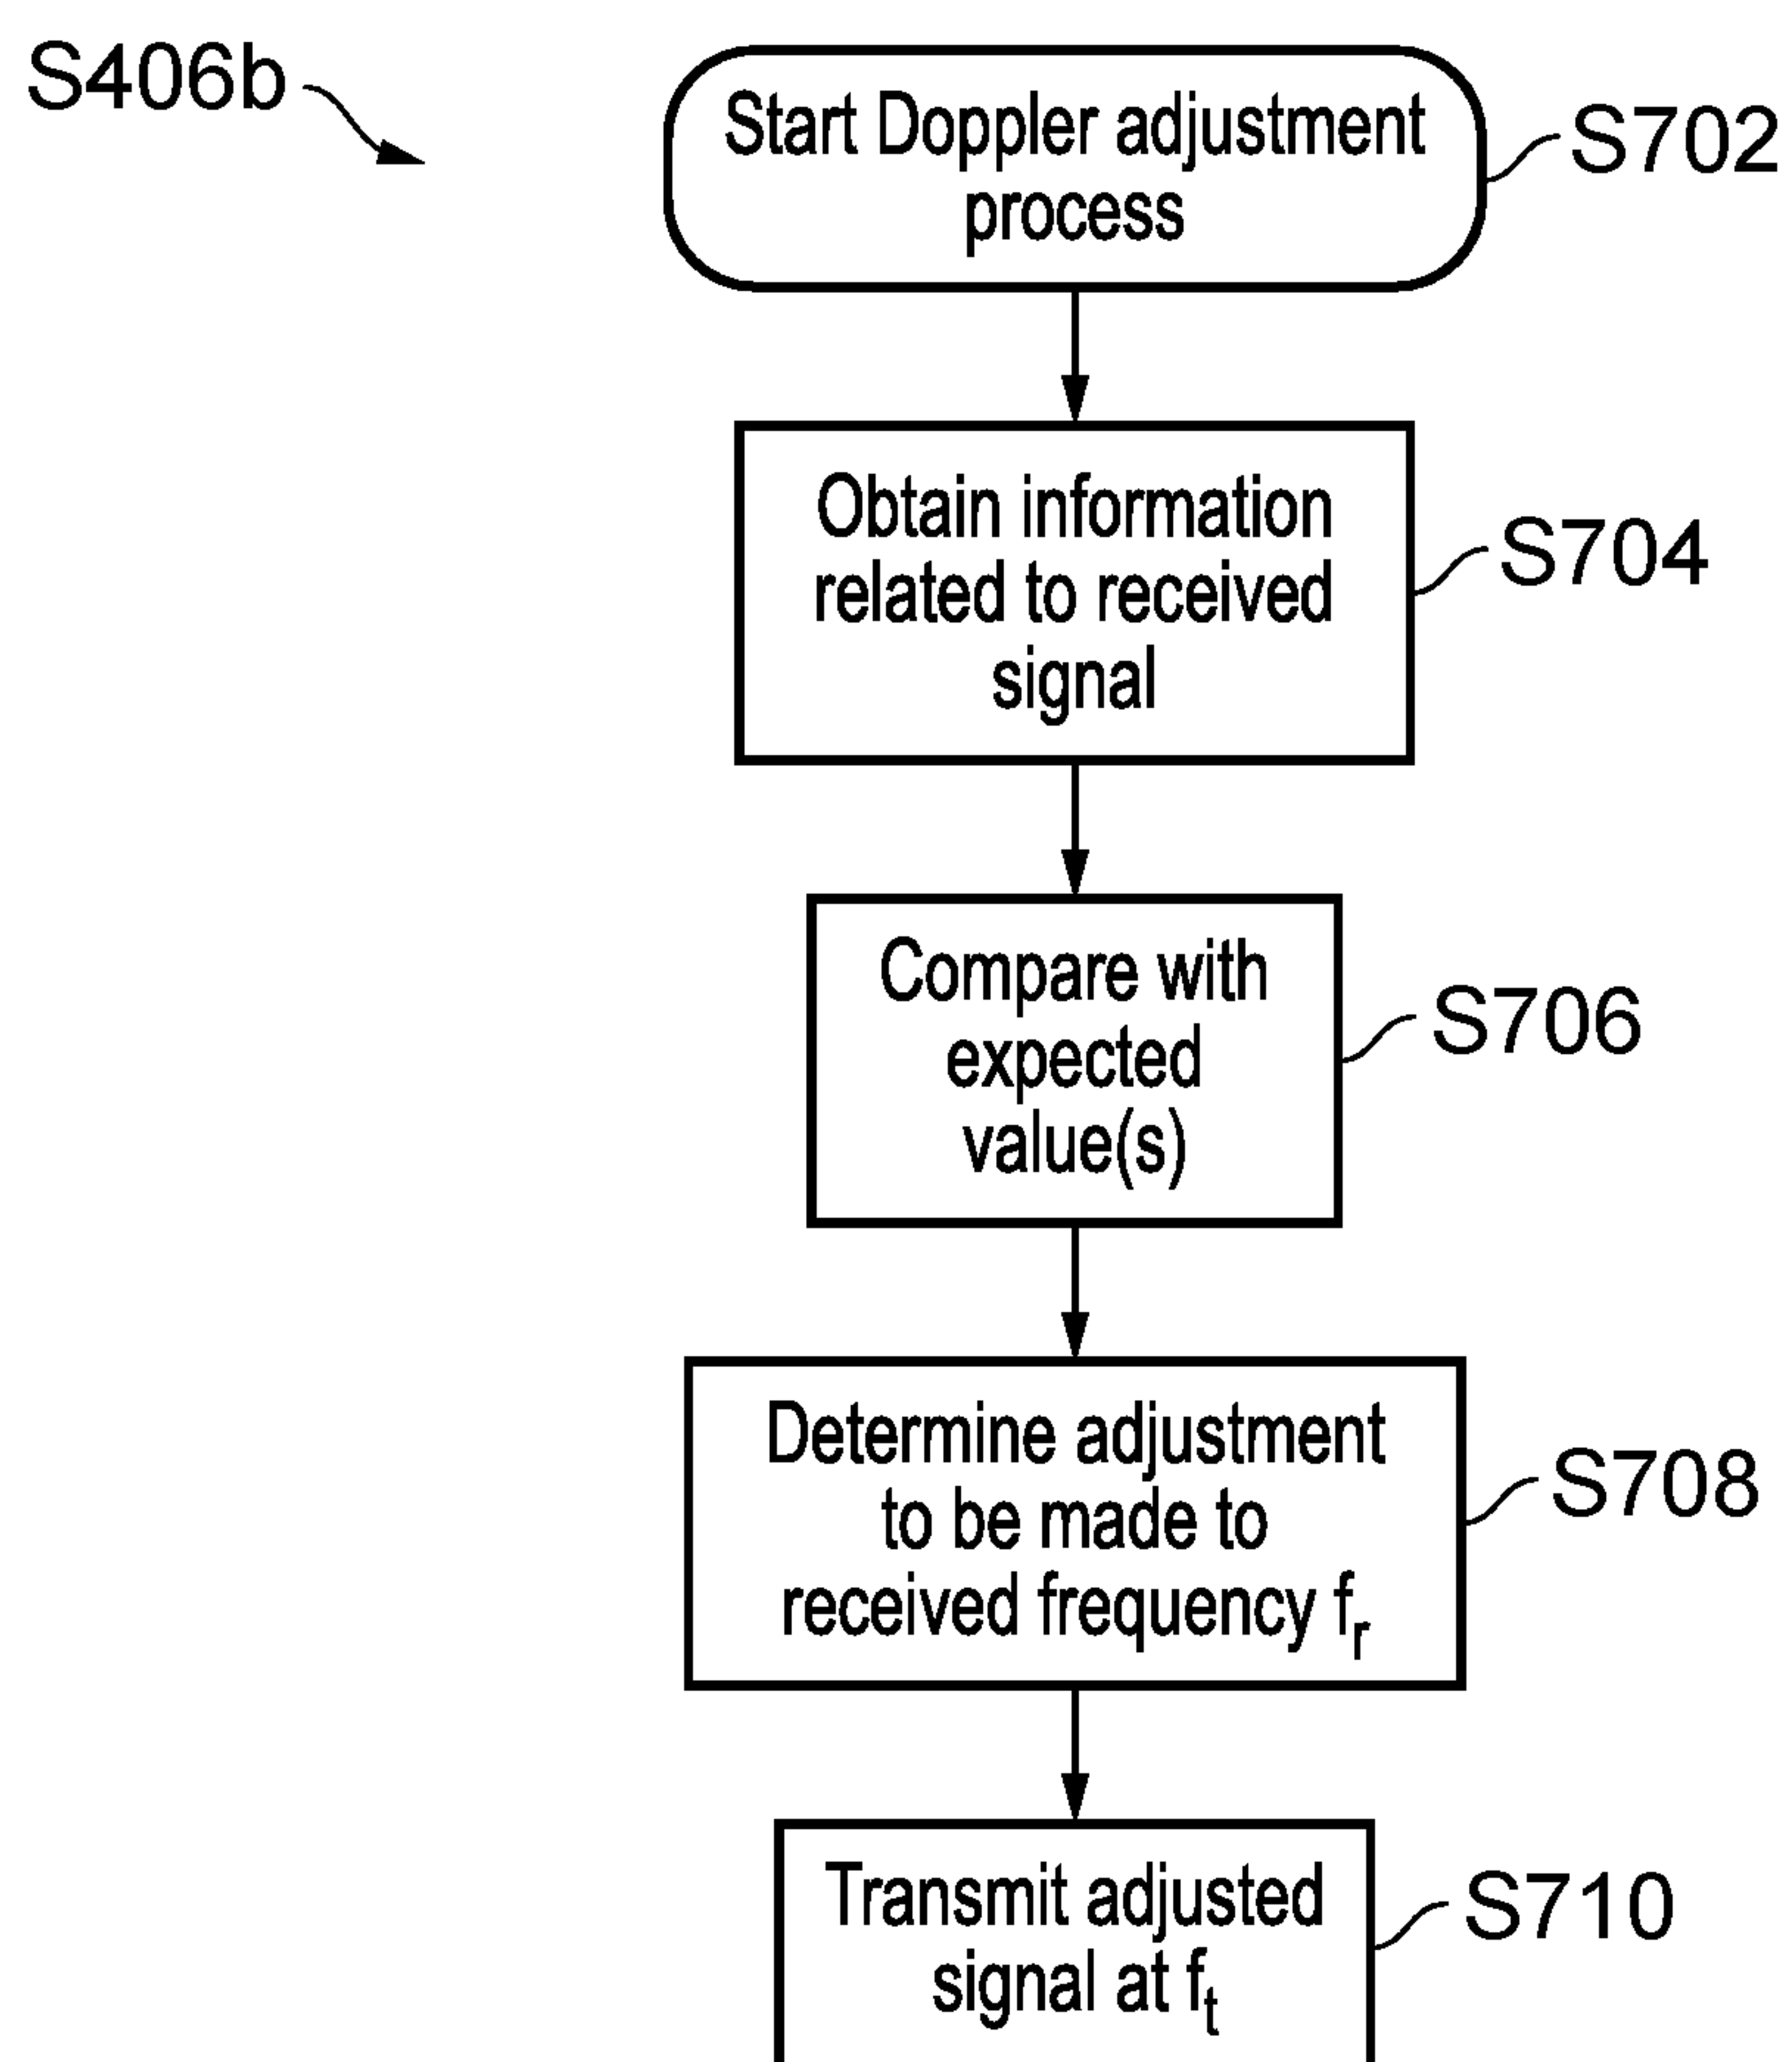 S406b
Start Doppler adjustment
process
S702
Obtain information
related to received
signal
S704
Compare with
expected
value(s)
S706
Determine adjustment
to be made to
received frequency fr
S708
Transmit adjusted
signal at ft
S710